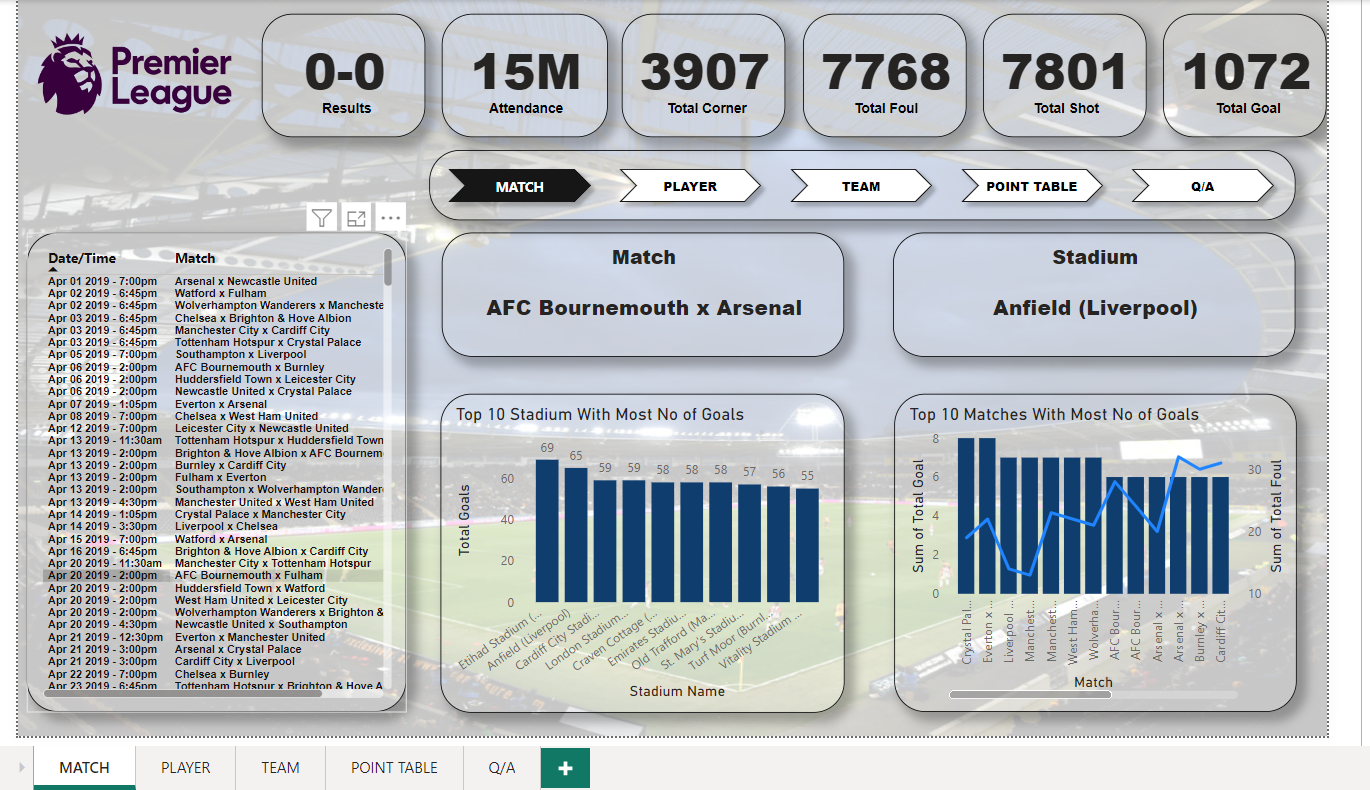 Premier
League
0-0
Results
15M
Attendance
3907
Total Corner
7768
Total Foul
7801
Total Shot
1072
Total Goal
MATCH
PLAYER
TEAM
POINT TABLE
Q/A
Date/Time Match
Apr 01 2019 - 7:00pm Arsenal x Newcastle United
Apr 02 2019 - 6:45pm Watford x Fulham
Apr 02 2019 - 6:45pm Wolverhampton Wanderers x Mancheste
Apr 03 2019 - 6:45pm Chelsea x Brighton & Hove Albion
Apr 03 2019 - 6:45pm Manchester City x Cardiff City
Apr 03 2019 - 6:45pm Tottenham Hotspur x Crystal Palace
Apr 05 2019 - 7:00pm Southampton x Liverpool
Apr 06 2019 - 2:00pm AFC Bournemouth x Burnley
Apr 06 2019 - 2:00pm Huddersfield Town x Leicester City
Apr 06 2019 - 2:00pm Newcastle United x Crystal Palace
Apr 07 2019 - 1:05pm Everton x Arsenal
Apr 08 2019 - 7:00pm Chelsea x West Ham United
Apr 12 2019 - 7:00pm Leicester City x Newcastle United
Apr 13 2019 - 11:30am Tottenham Hotspur x Huddersfield Town
Apr 13 2019 - 2:00pm Brighton & Hove Albion x AFC Bournem
Apr 13 2019 - 2:00pm Burnley x Cardiff City
Apr 13 2019 - 2:00pm Fulham x Everton
Apr 13 2019 - 2:00pm Southampton x Wolverhampton Wander
Apr 13 2019 - 4:30pm Manchester United x West Ham United
Apr 14 2019 - 1:05pm Crystal Palace x Manchester City
Apr 14 2019 - 3:30pm Liverpool x Chelsea
Apr 15 2019 - 7:00pm Watford x Arsenal
Apr 16 2019 - 6:45pm Brighton & Hove Albion x Cardiff City
Apr 20 2019 - 11:30am Manchester City x Tottenham Hotspur
Apr 20 2019 - 2:00pm AFC Bournemouth x Fulham
Apr 20 2019 - 2:00pm Huddersfield Town x Watford
Apr 20 2019 - 2:00pm West Ham United x Leicester City
Apr 20 2019 - 2:00pm Wolverhampton Wanderers x Brighton &
Apr 20 2019 - 4:30pm Newcastle United x Southampton
Apr 21 2019 - 12:30pm Everton x Manchester United
Apr 21 2019 - 3:00pm Arsenal x Crystal Palace
Apr 21 2019 - 3:00pm Cardiff City x Liverpool
Apr 22 2019 - 7:00pm Chelsea x Burnley
Apr 23 2019 - 6:45pm Tottenham Hotspur x Brighton & Hove A
Match
AFC Bournemouth x Arsenal
Stadium
Anfield (Liverpool)
Top 10 Stadium With Most No of Goals
Total Goals
60
40
20
0
69
65
59
59
58
58
58
57
56
55
Etihad Stadium (...
Anfield (Liverpool)
Cardiff City Stadi...
London Stadium...
Craven Cottage (...
Emirates Stadiu...
Old Trafford (Ma...
St. Mary's Stadiu...
Turf Moor (Burnl...
Vitality Stadium ...
Stadium Name
Top 10 Matches With Most No of Goals
Sum of Total Goal
8
6
4
2
0
30
20
10
Sum of Total Foul
Crystal Pal...
Everton x ...
Liverpool ...
Manchest...
Manchest...
West Ham...
Wolverha...
AFC Bour...
AFC Bour...
Arsenal x ...
Arsenal x ...
Burnley x ...
Cardiff Cit...
Match
MATCH
PLAYER
TEAM
POINT TABLE
Q/A
+